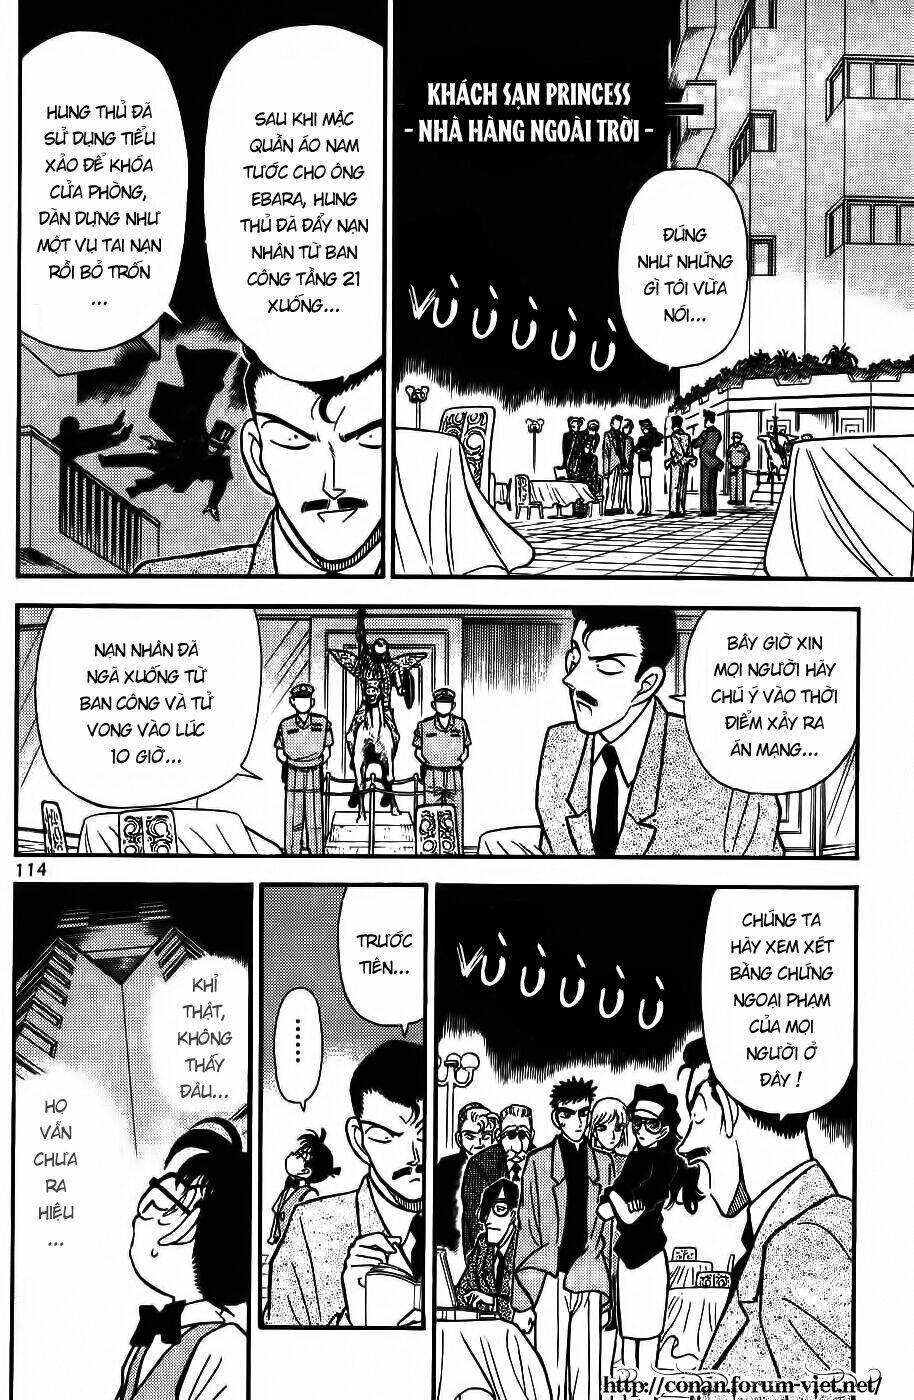 KHÁCH SẠN PRINCESS
- NHÀ HÀNG NGOÀI TRỜI -
ĐÚNG
NHƯ NHỮNG
GÌ TÔI VỪA
NÓI...
VÙ Ù Ù Ù Ù
SAU KHI MẶC
QUẦN ÁO NAM
TƯỚC CHO ÔNG
EBARA, HUNG
THỦ ĐÃ ĐẨY NẠN
NHÂN TỪ BAN
CÔNG TẦNG 21
XUỐNG...
HUNG THỦ ĐÃ
SỬ DỤNG TIỂU
XẢO ĐỂ KHÓA
CỬA PHÒNG,
DÀN DỰNG NHƯ
MỘT VỤ TAI NẠN
RỒI BỎ TRỐN
...
BÂY GIỜ XIN
MỌI NGƯỜI HÃY
CHÚ Ý VÀO THỜI
ĐIỂM XẢY RA
ÁN MẠNG...
NẠN NHÂN ĐÃ
NGÃ XUỐNG TỪ
BAN CÔNG VÀ TỬ
VONG VÀO LÚC
10 GIỜ...
114
CHÚNG TA
HÃY XEM XÉT
BẰNG CHỨNG
NGOẠI PHẠM
CỦA MỌI
NGƯỜI Ở
ĐÂY !
VÙ Ù Ù Ù Ù
TRƯỚC
TIÊN...
......
KHỈ
THẬT,
KHÔNG
THẤY
ĐÂU...
HỌ
VẪN
CHƯA
RA
HIỆU
...
http://conan.forum-viet.net/